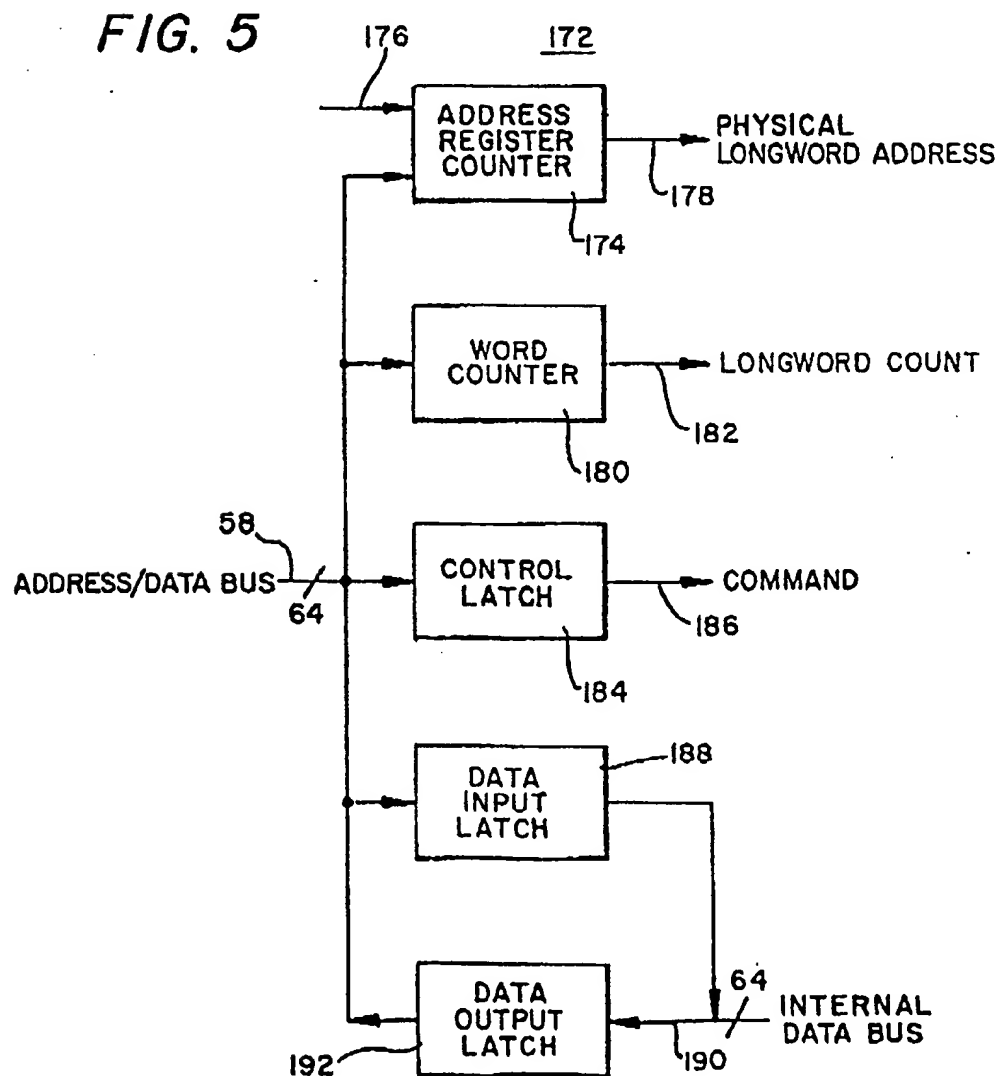 FIG. 5
172
176
ADDRESS
REGISTER
COUNTER
PHYSICAL
LONGWORD ADDRESS
178
174
WORD
COUNTER
LONGWORD COUNT
182
180
58
ADDRESS/DATA BUS
64
CONTROL
LATCH
COMMAND
186
184
188
DATA
INPUT
LATCH
64
DATA
OUTPUT
LATCH
INTERNAL
DATA BUS
190
192